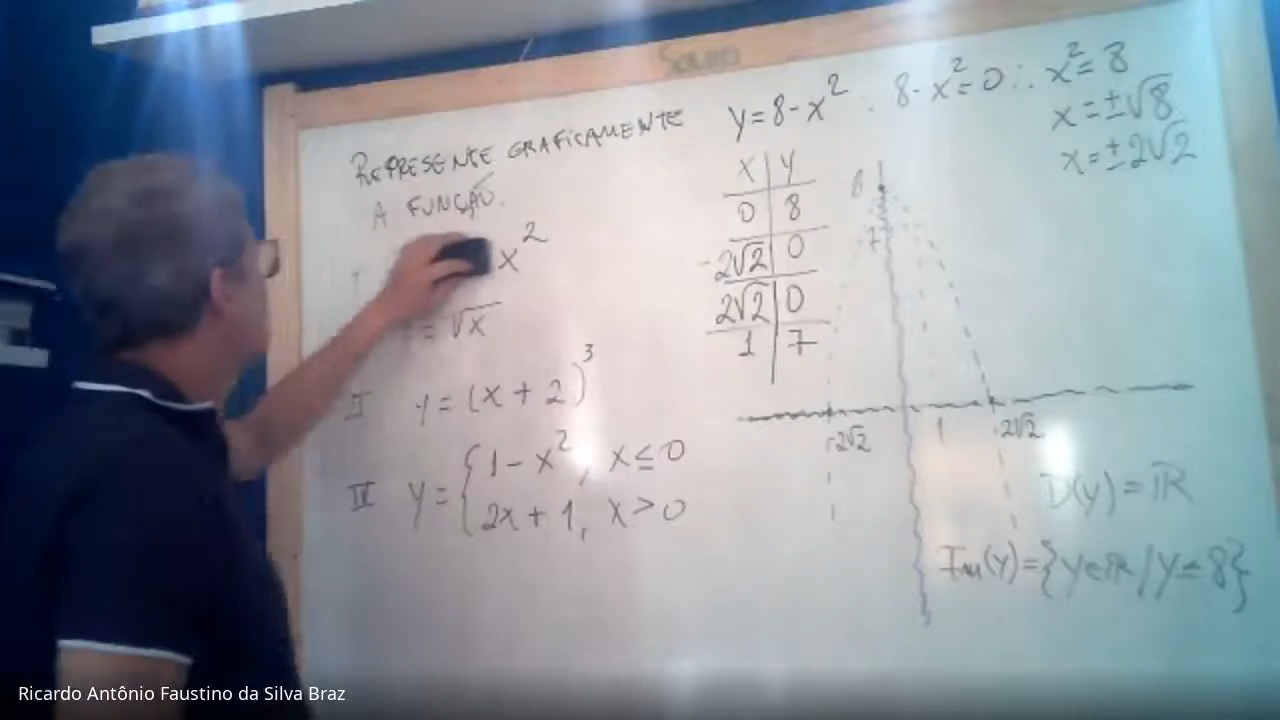 REPRESENTE GRAFICAMENTE
A FUNÇÃO.
x²
= √x
II y = (x + 2)³
IV y = { 1 - x², x ≤ 0
2x + 1, x > 0
y = 8 - x² ∴ 8 - x² = 0 ∴ x² = 8
x = ±√8
x = ±2√2
x | y
0 | 8
-2√2 | 0
2√2 | 0
1 | 7
8
7
-2√2 1 2√2
D(y) = IR
Im(y) = {y ∈ IR / y ≤ 8}
Ricardo Antônio Faustino da Silva Braz